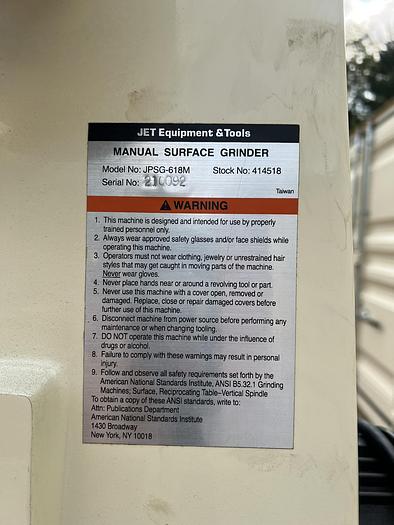 JET Equipment & Tools
MANUAL SURFACE GRINDER
Model No: JPSG-618M Stock No: 414518
Serial No:
Taiwan
WARNING
1. This machine is designed and intended for use by properly
trained personnel only.
2. Always wear approved safety glasses and/or face shields while
operating this machine.
3. Operators must not wear clothing, jewelry or unrestrained hair
styles that may get caught in moving parts of the machine.
Never wear gloves.
4. Never place hands near or around a revolving tool or part.
5. Never use this machine with a cover open, removed or
damaged. Replace, close or repair damaged covers before
further use of this machine.
6. Disconnect machine from power source before performing any
maintenance or when changing tooling.
7. DO NOT operate this machine while under the influence of
drugs or alcohol.
8. Failure to comply with these warnings may result in personal
injury.
9. Follow and observe all safety requirements set forth by the
American National Standards Institute, ANSI B5.32.1 Grinding
Machines; Surface, Reciprocating Table–Vertical Spindle
To obtain a copy of these ANSI standards, write to:
Attn: Publications Department
American National Standards Institute
1430 Broadway
New York, NY 10018